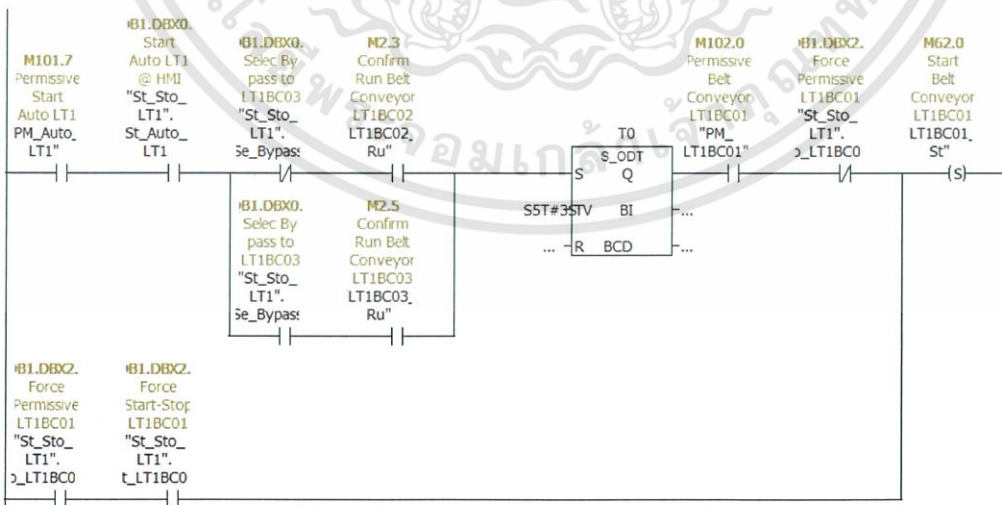 M101.7
Permissive
Start
Auto LT1
PM_Auto_
LT1"
B1.DBX0.
Start
Auto LT1
@ HMI
"St_Sto_
LT1".
St_Auto_
LT1
B1.DBX0.
Selec By
pass to
LT1BC03
"St_Sto_
LT1".
Se_Bypass
M2.3
Confirm
Run Belt
Conveyor
LT1BC02
LT1BC02_
Ru"
T0
S_ODT
S Q
S5T#3S TV BI ...
... R BCD ...
M102.0
Permissive
Belt
Conveyor
LT1BC01
"PM_
LT1BC01"
B1.DBX2.
Force
Permissive
LT1BC01
"St_Sto_
LT1".
o_LT1BC0
M62.0
Start
Belt
Conveyor
LT1BC01
LT1BC01_
St"
(S)
B1.DBX0.
Selec By
pass to
LT1BC03
"St_Sto_
LT1".
Se_Bypass
M2.5
Confirm
Run Belt
Conveyor
LT1BC03
LT1BC03_
Ru"
B1.DBX2.
Force
Permissive
LT1BC01
"St_Sto_
LT1".
o_LT1BC0
B1.DBX2.
Force
Start-Stop
LT1BC01
"St_Sto_
LT1".
t_LT1BC0